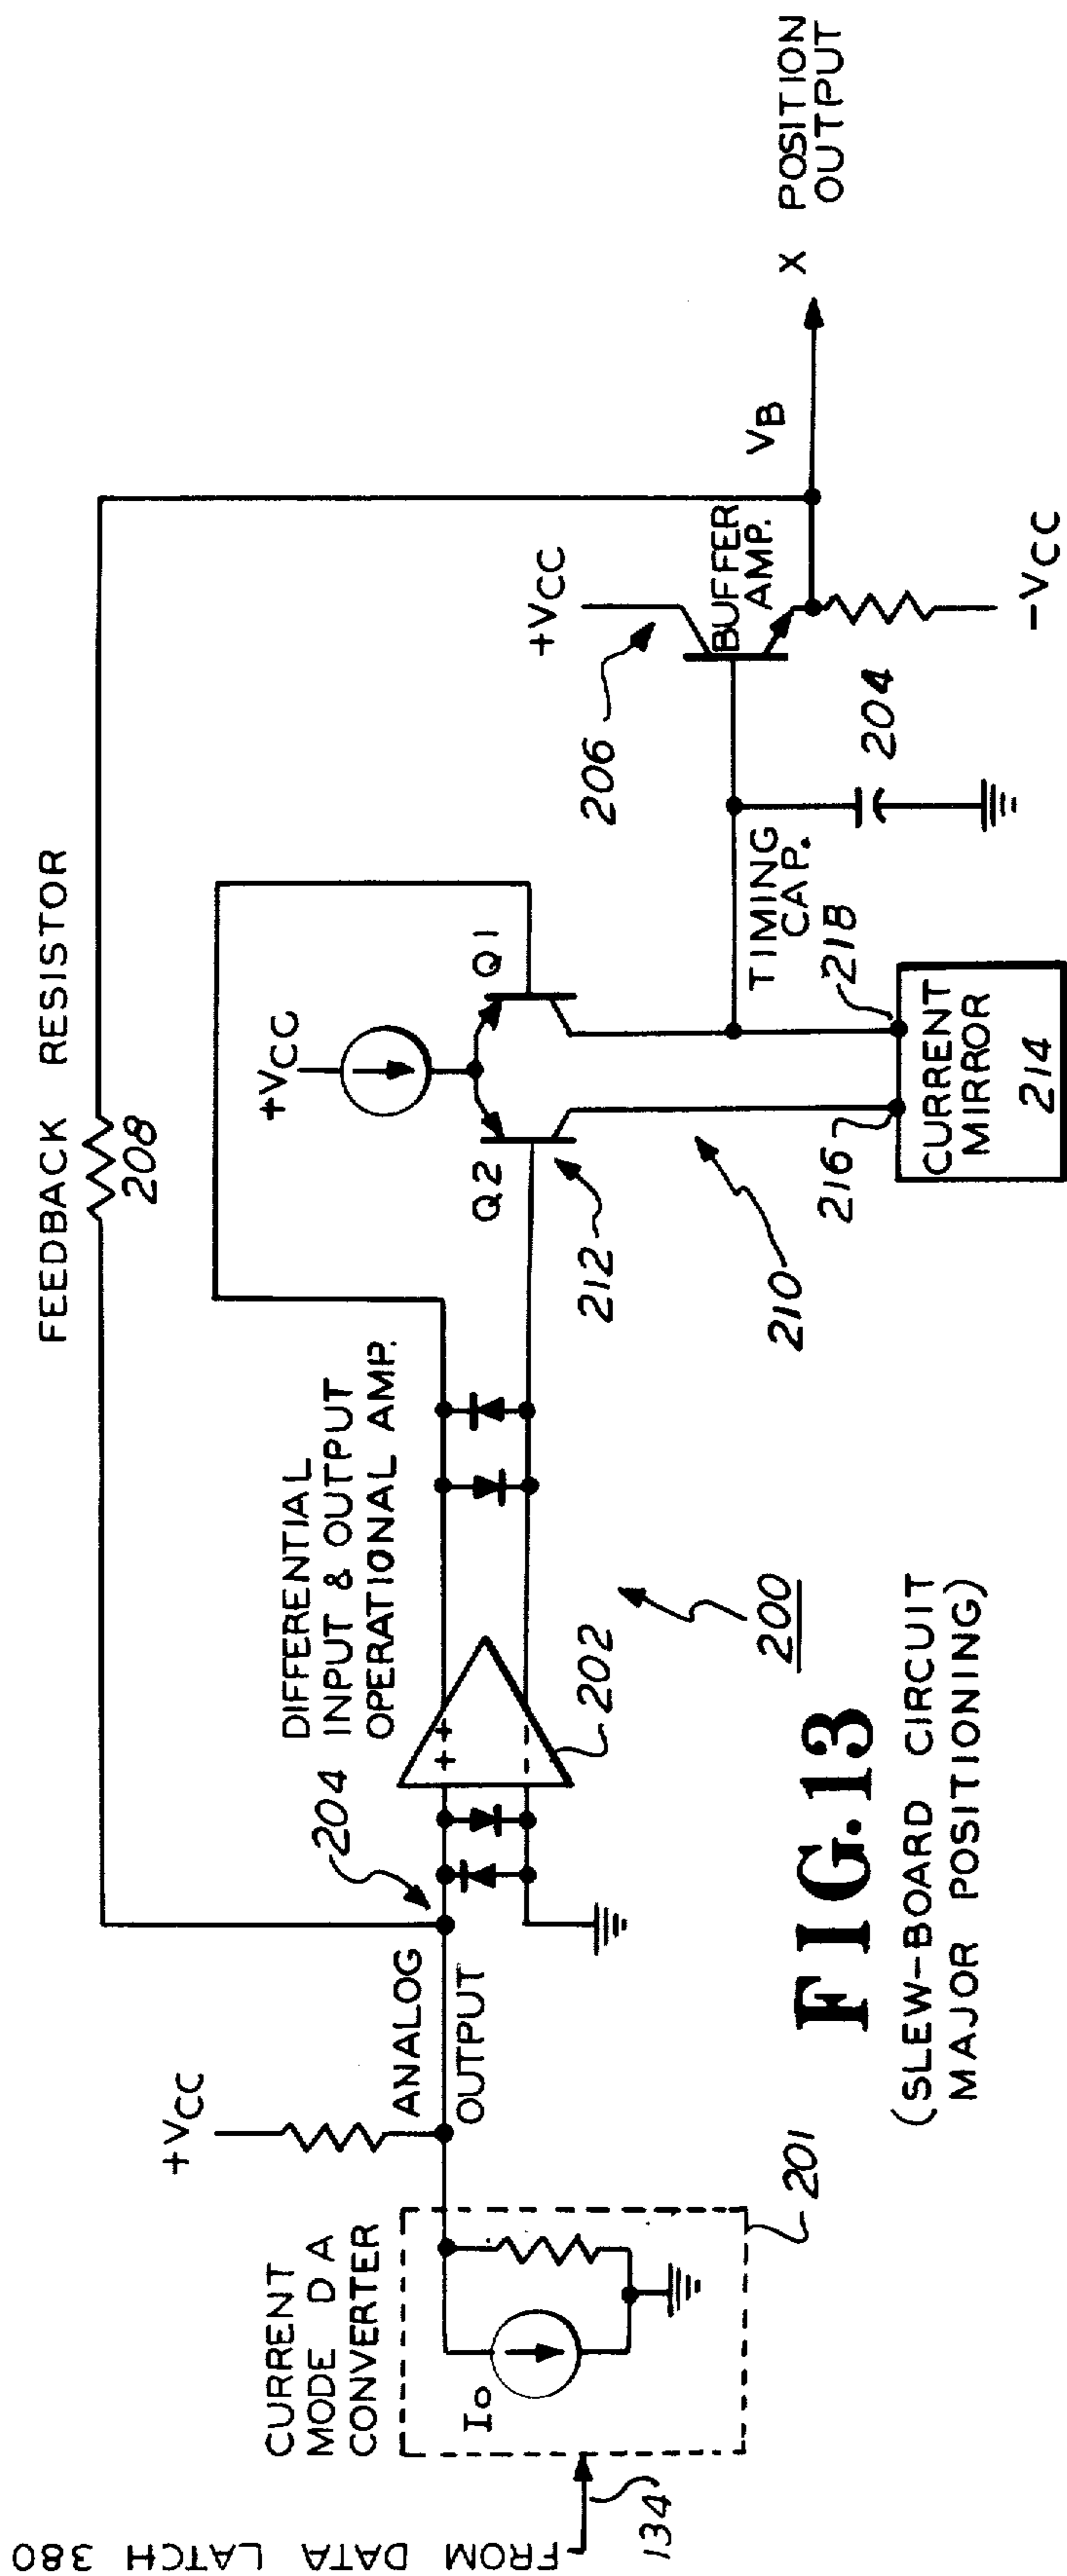 FEEDBACK RESISTOR
208
+VCC
CURRENT
MODE D A
CONVERTER
I0
FROM DATA LATCH 380
134
201
ANALOG
OUTPUT
204
DIFFERENTIAL
INPUT & OUTPUT
OPERATIONAL AMP.
+ +
- -
202
200
+VCC
Q2
Q1
212
210
216
218
CURRENT
MIRROR
214
TIMING
CAP.
204
206
+VCC
BUFFER
AMP.
-VCC
VB
X POSITION
OUTPUT
FIG.13
(SLEW-BOARD CIRCUIT
MAJOR POSITIONING)